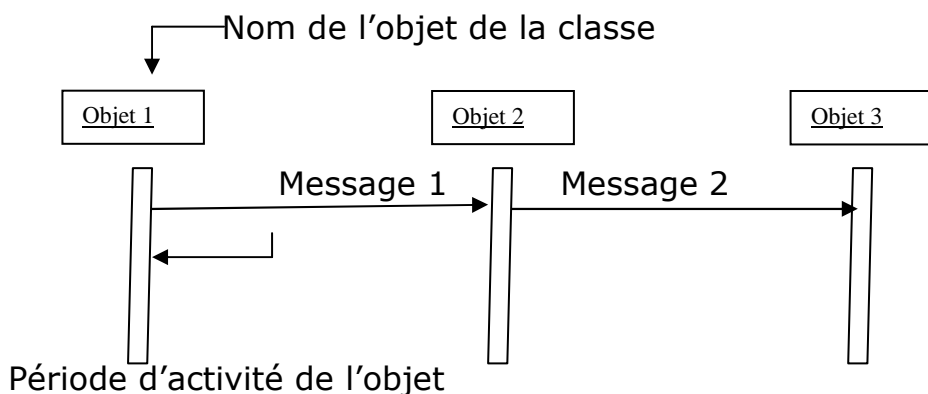 Nom de l’objet de la classe
Objet 1
Objet 2
Objet 3
Message 1
Message 2
Période d’activité de l’objet